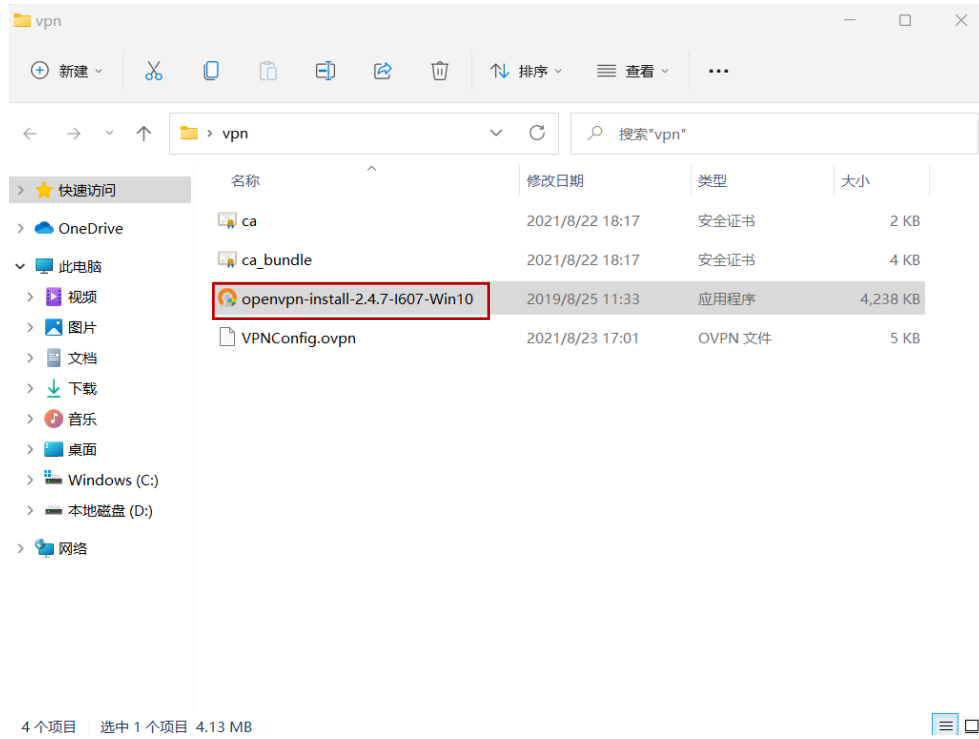 vpn
新建 排序 查看
vpn 搜索"vpn"
名称 修改日期 类型 大小
快速访问
ca 2021/8/22 18:17 安全证书 2 KB
OneDrive
ca_bundle 2021/8/22 18:17 安全证书 4 KB
此电脑
视频
openvpn-install-2.4.7-I607-Win10 2019/8/25 11:33 应用程序 4,238 KB
图片
VPNConfig.ovpn 2021/8/23 17:01 OVPN 文件 5 KB
文档
下载
音乐
桌面
Windows (C:)
本地磁盘 (D:)
网络
4 个项目 选中 1 个项目 4.13 MB